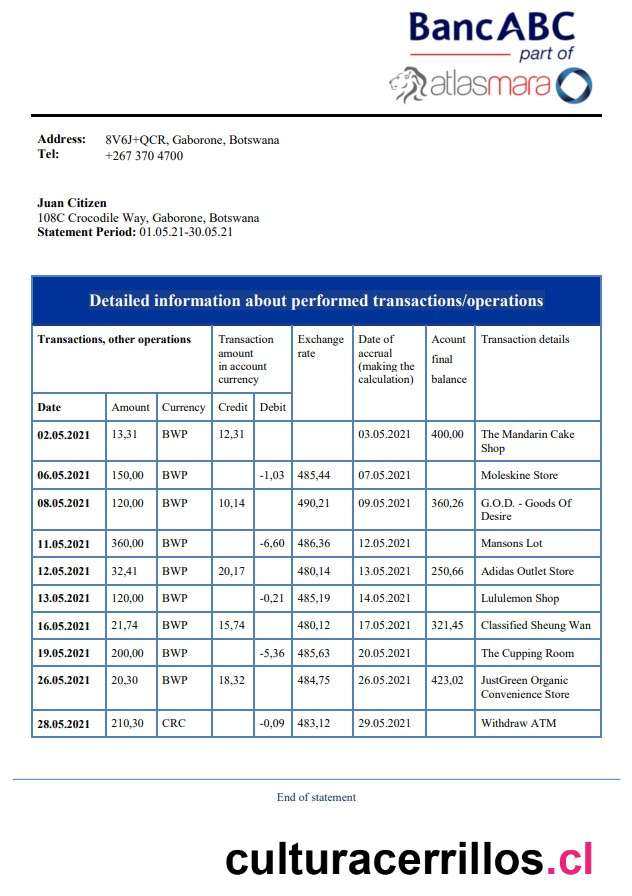 BancABC
part of
atlasmara
Address: 8V6J+QCR, Gaborone, Botswana
Tel: +267 370 4700
Juan Citizen
108C Crocodile Way, Gaborone, Botswana
Statement Period: 01.05.21-30.05.21
Detailed information about performed transactions/operations
Transactions, other operations
Transaction
amount
in account
currency
Exchange
rate
Date of
accrual
(making the
calculation)
Acount
final
balance
Transaction details
Date Amount Currency Credit Debit
02.05.2021 13,31 BWP 12,31 03.05.2021 400,00 The Mandarin Cake
Shop
06.05.2021 150,00 BWP -1,03 485,44 07.05.2021 Moleskine Store
08.05.2021 120,00 BWP 10,14 490,21 09.05.2021 360,26 G.O.D. - Goods Of
Desire
11.05.2021 360,00 BWP -6,60 486,36 12.05.2021 Mansons Lot
12.05.2021 32,41 BWP 20,17 480,14 13.05.2021 250,66 Adidas Outlet Store
13.05.2021 120,00 BWP -0,21 485,19 14.05.2021 Lululemon Shop
16.05.2021 21,74 BWP 15,74 480,12 17.05.2021 321,45 Classified Sheung Wan
19.05.2021 200,00 BWP -5,36 485,63 20.05.2021 The Cupping Room
26.05.2021 20,30 BWP 18,32 484,75 26.05.2021 423,02 JustGreen Organic
Convenience Store
28.05.2021 210,30 CRC -0,09 483,12 29.05.2021 Withdraw ATM
End of statement
culturacerrillos.cl